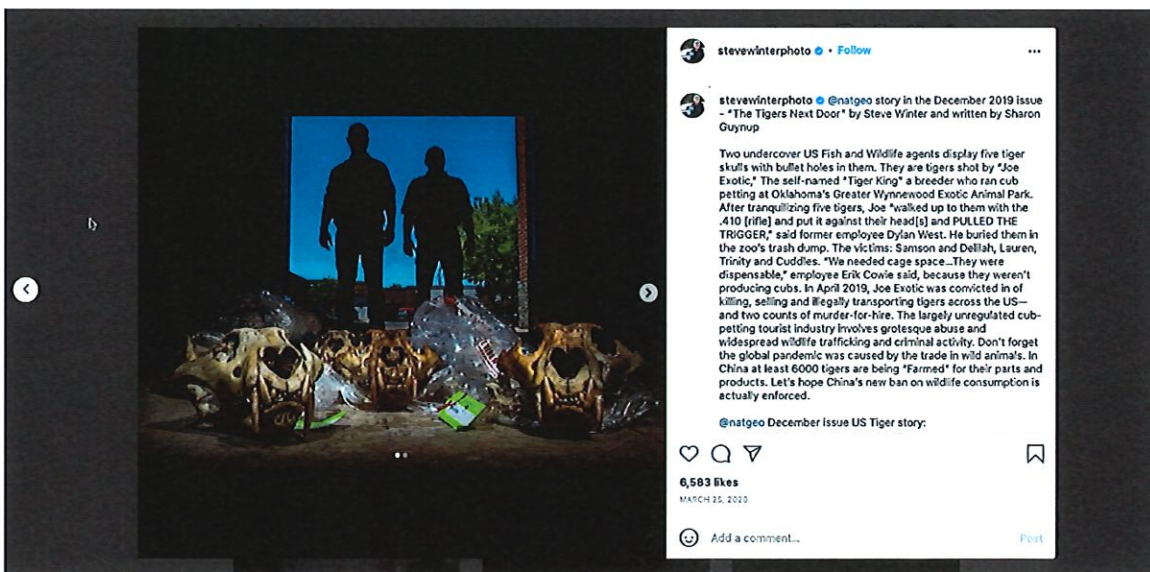 stevewinterphoto • Follow
stevewinterphoto @natgeo story in the December 2019 issue
- "The Tigers Next Door" by Steve Winter and written by Sharon
Guynup
Two undercover US Fish and Wildlife agents display five tiger
skulls with bullet holes in them. They are tigers shot by "Joe
Exotic," The self-named "Tiger King" a breeder who ran cub
petting at Oklahoma's Greater Wynnewood Exotic Animal Park.
After tranquilizing five tigers, Joe "walked up to them with the
.410 [rifle] and put it against their head[s] and PULLED THE
TRIGGER," said former employee Dylan West. He buried them in
the zoo's trash dump. The victims: Samson and Delilah, Lauren,
Trinity and Cuddles. "We needed cage space...They were
dispensable," employee Erik Cowie said, because they weren't
producing cubs. In April 2019, Joe Exotic was convicted in of
killing, selling and illegally transporting tigers across the US—
and two counts of murder-for-hire. The largely unregulated cub-
petting tourist industry involves grotesque abuse and
widespread wildlife trafficking and criminal activity. Don't forget
the global pandemic was caused by the trade in wild animals. In
China at least 6000 tigers are being "Farmed" for their parts and
products. Let's hope China's new ban on wildlife consumption is
actually enforced.
@natgeo December issue US Tiger story:
6,583 likes
MARCH 25, 2020
Add a comment...
Post